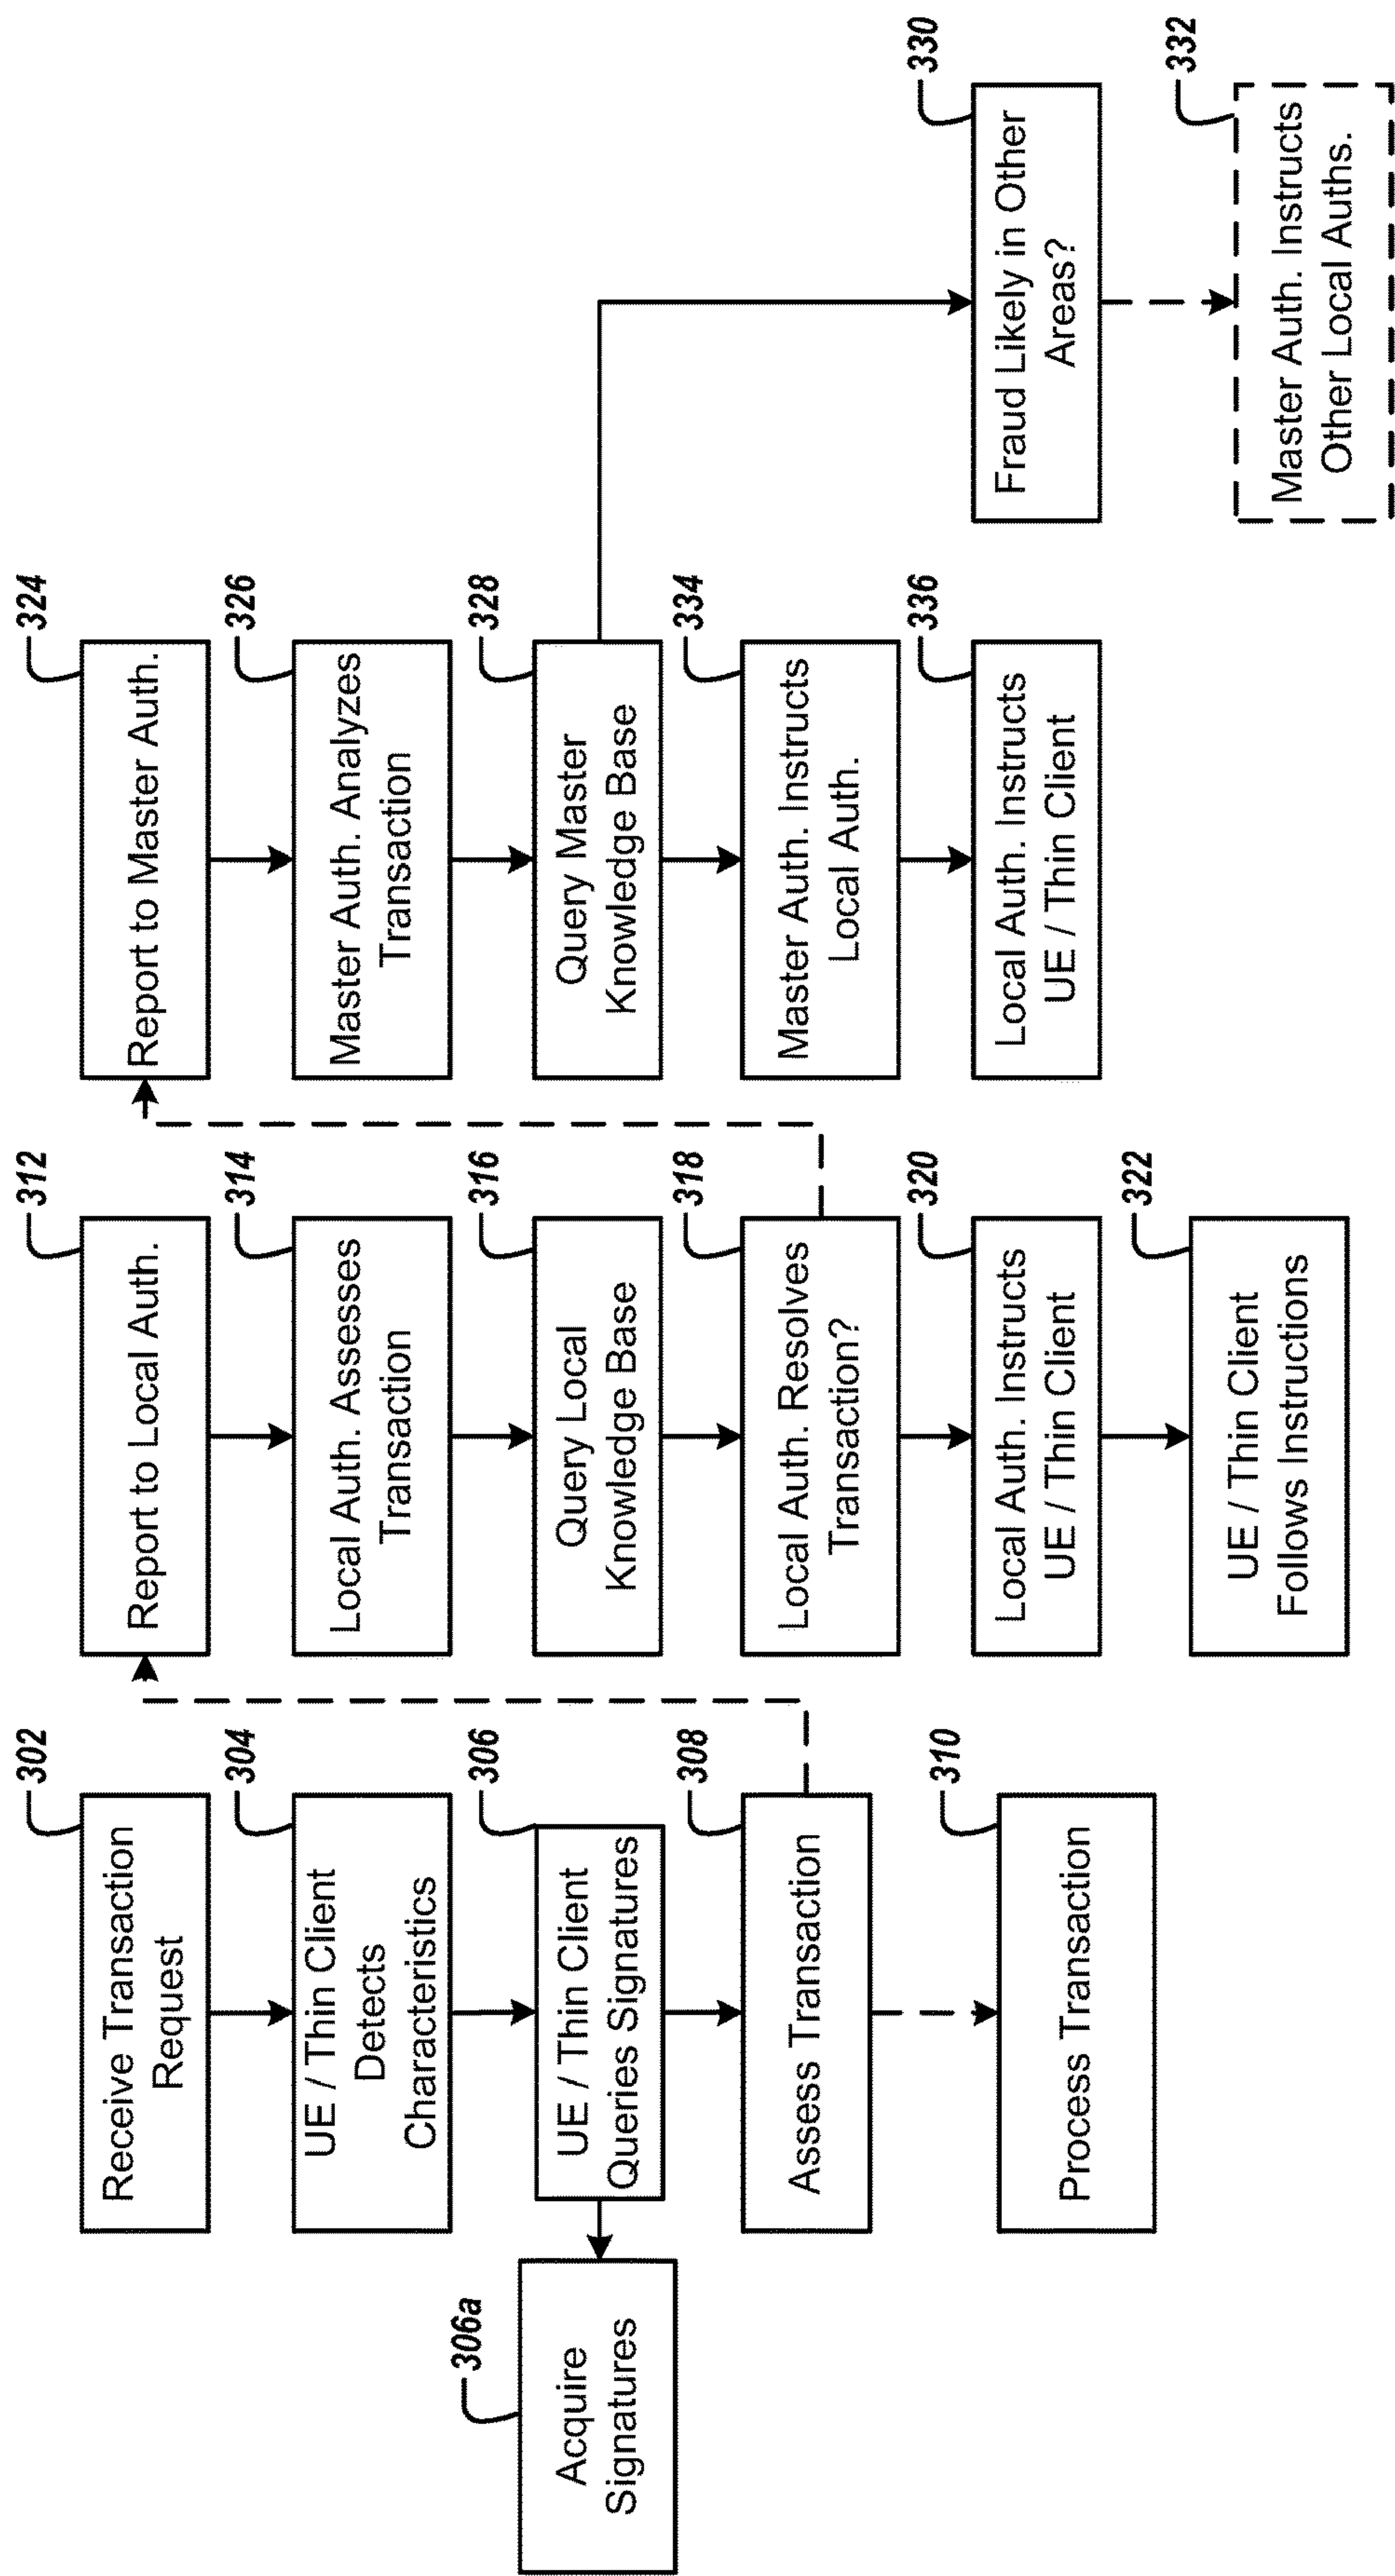 302
Receive Transaction
Request
304
UE / Thin Client
Detects
Characteristics
306
UE / Thin Client
Queries Signatures
306a
Acquire
Signatures
308
Assess Transaction
310
Process Transaction
312
Report to Local Auth.
314
Local Auth. Assesses
Transaction
316
Query Local
Knowledge Base
318
Local Auth. Resolves
Transaction?
320
Local Auth. Instructs
UE / Thin Client
322
UE / Thin Client
Follows Instructions
324
Report to Master Auth.
326
Master Auth. Analyzes
Transaction
328
Query Master
Knowledge Base
334
Master Auth. Instructs
Local Auth.
336
Local Auth. Instructs
UE / Thin Client
330
Fraud Likely in Other
Areas?
332
Master Auth. Instructs
Other Local Auths.